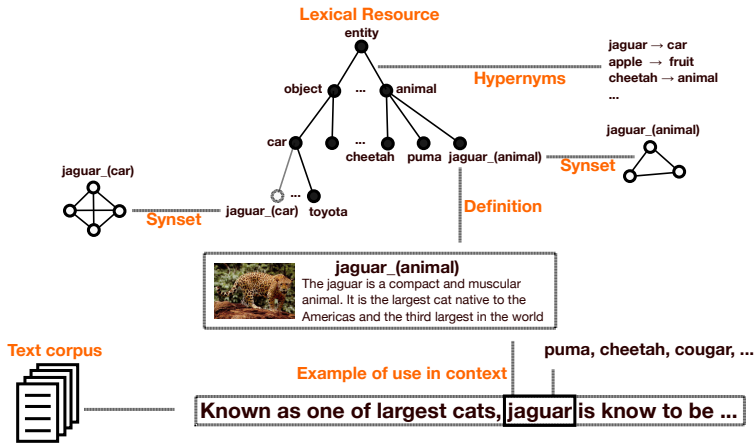 Lexical Resource
entity
jaguar → car
apple → fruit
cheetah → animal
...
Hypernyms
object
...
animal
car
...
cheetah
puma
jaguar_(animal)
jaguar_(animal)
Synset
jaguar_(car)
Synset
...
jaguar_(car)
toyota
Definition
jaguar_(animal)
The jaguar is a compact and muscular
animal. It is the largest cat native to the
Americas and the third largest in the world
Text corpus
puma, cheetah, cougar, ...
Example of use in context
Known as one of largest cats, jaguar is know to be ...